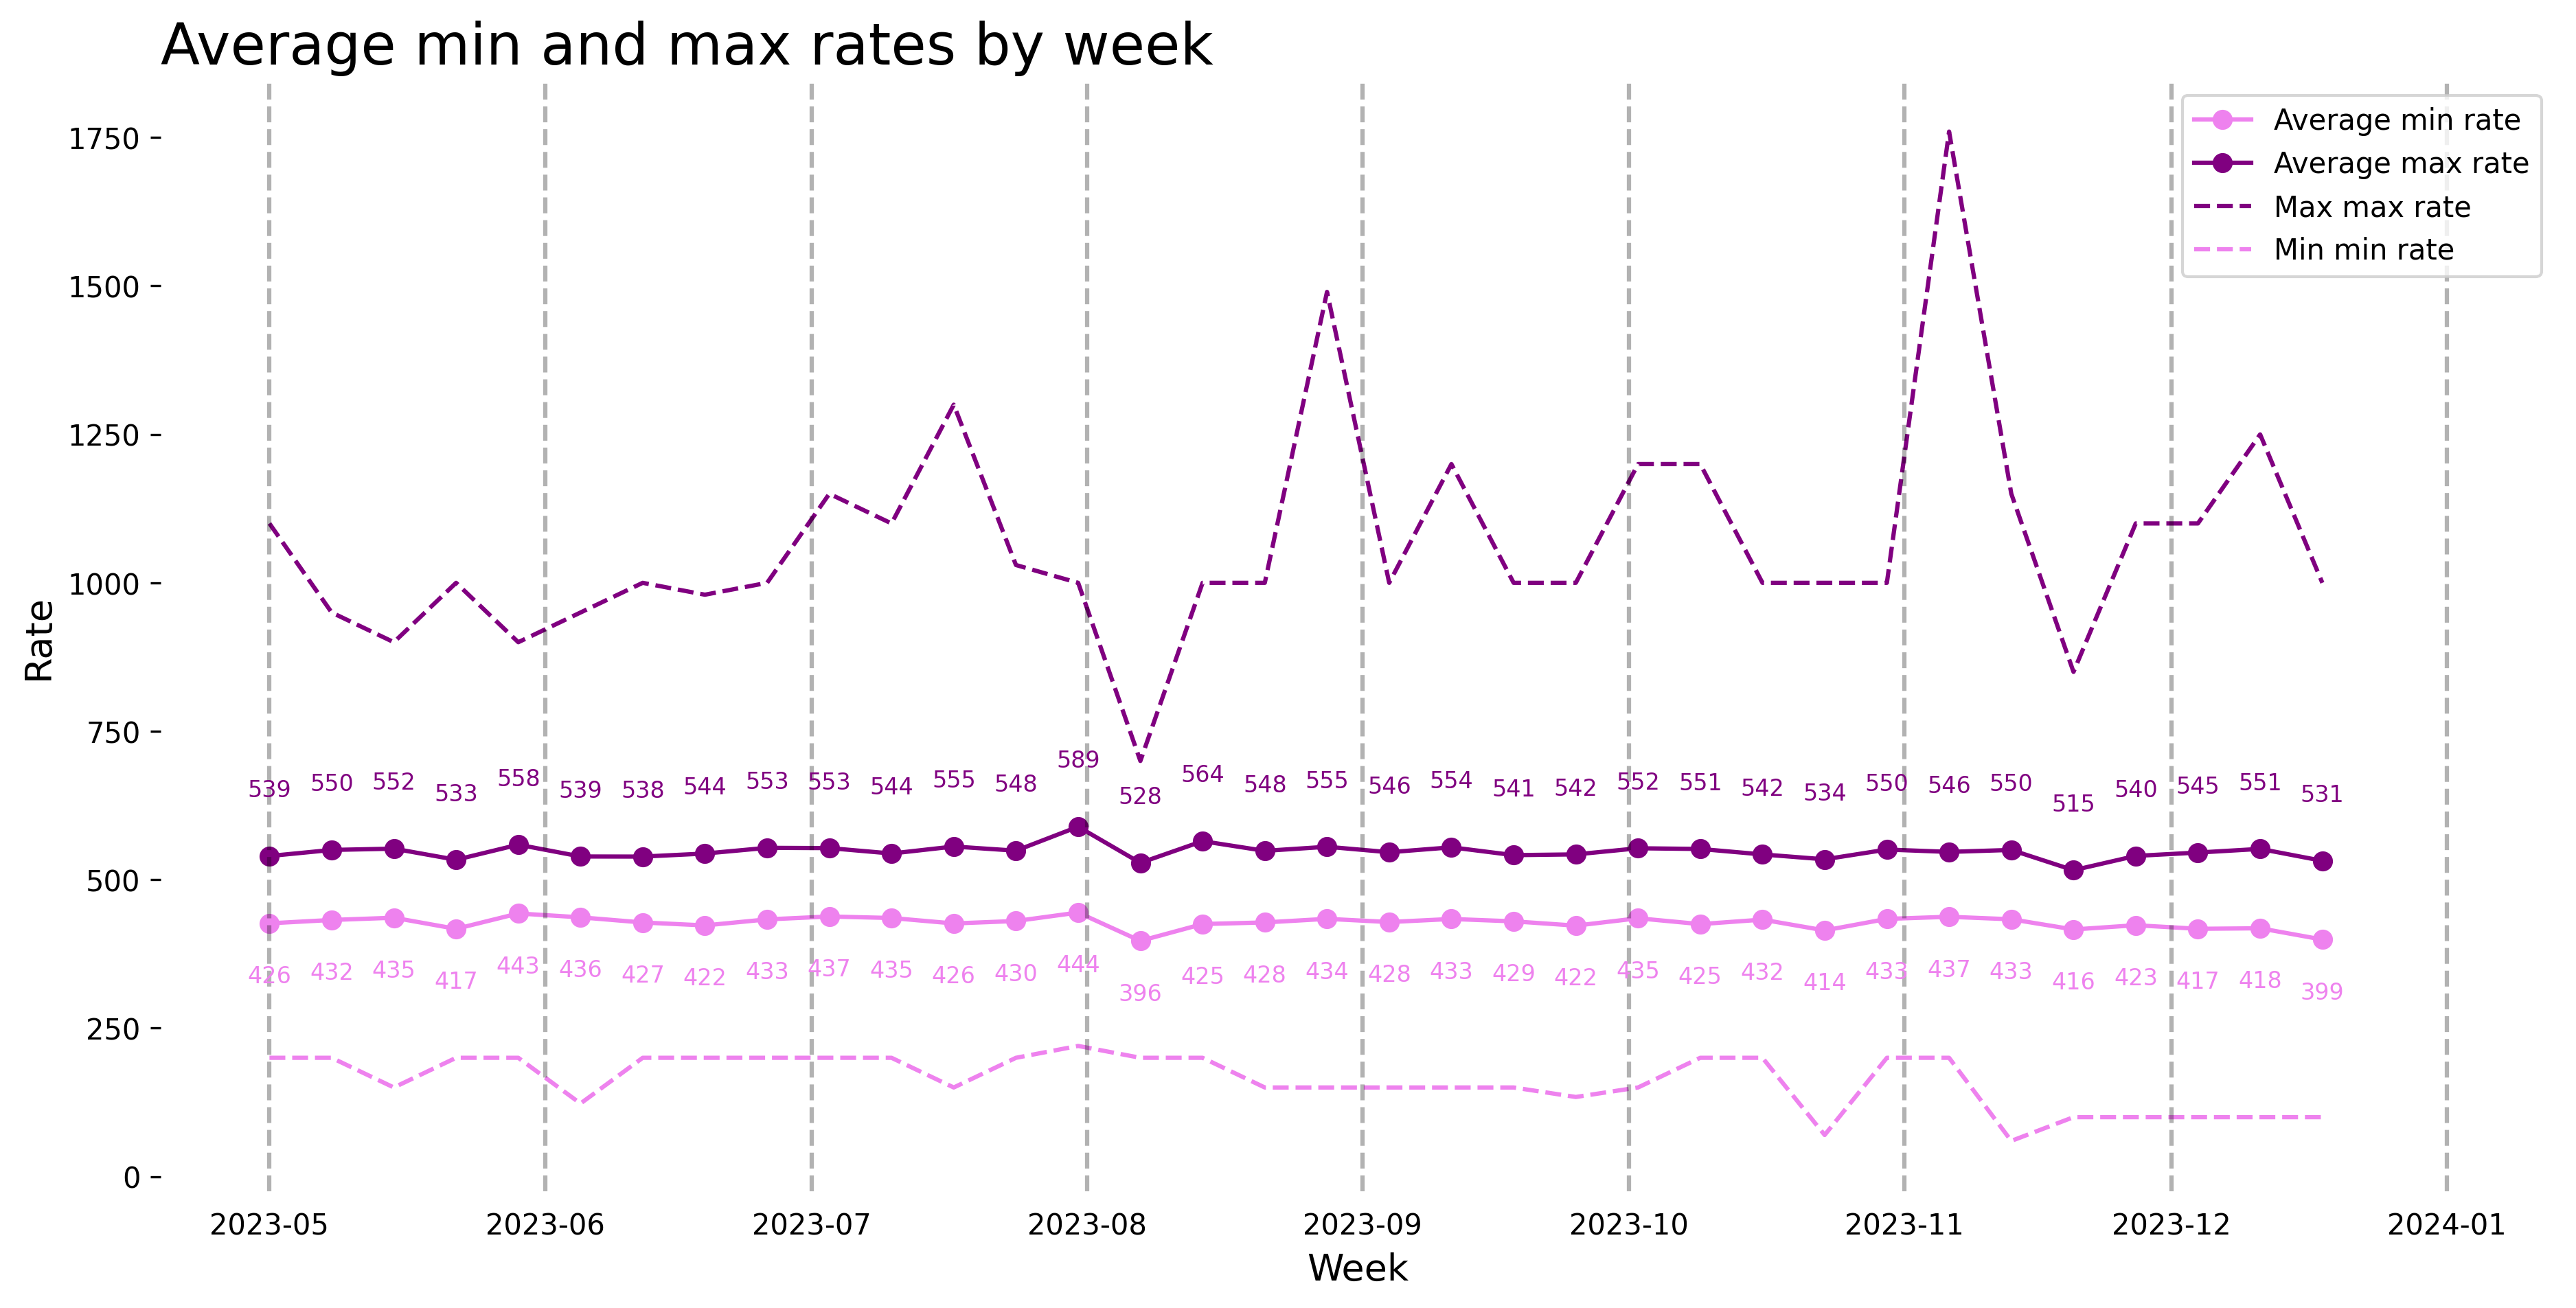 Average min and max rates by week
Average min rate
Average max rate
Max max rate
Min min rate
1750
1500
1250
1000
750
500
250
0
Rate
539 550 552 533 558 539 538 544 553 553 544 555 548 589 528 564 548 555 546 554 541 542 552 551 542 534 550 546 550 515 540 545 551 531
426 432 435 417 443 436 427 422 433 437 435 426 430 444 396 425 428 434 428 433 429 422 435 425 432 414 433 437 433 416 423 417 418 399
2023-05 2023-06 2023-07 2023-08 2023-09 2023-10 2023-11 2023-12 2024-01
Week